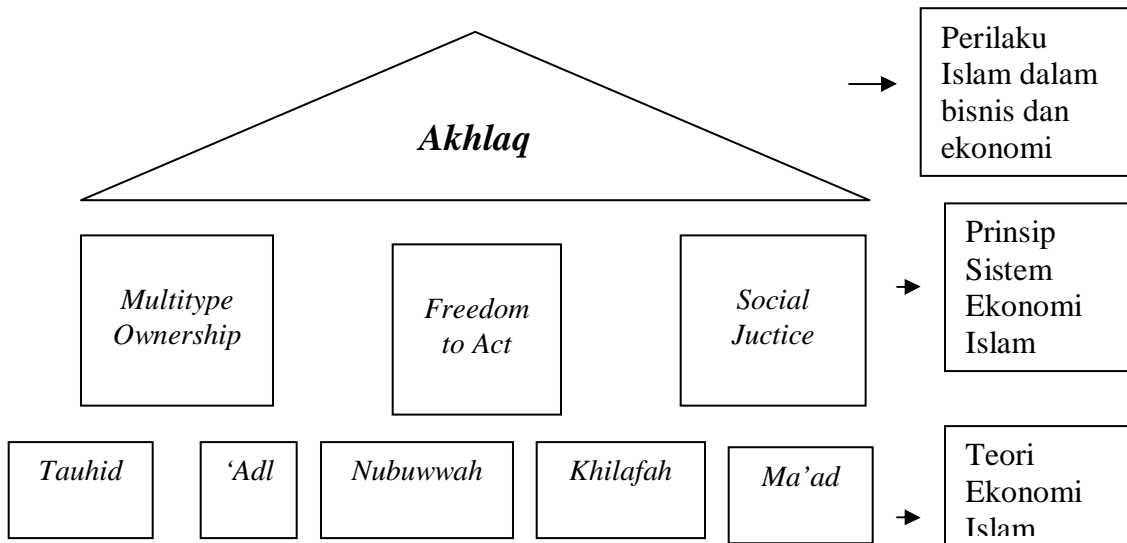 Akhlaq
Perilaku
Islam dalam
bisnis dan
ekonomi
Multitype
Ownership
Freedom
to Act
Social
Juctice
Prinsip
Sistem
Ekonomi
Islam
Tauhid
‘Adl
Nubuwwah
Khilafah
Ma’ad
Teori
Ekonomi
Islam